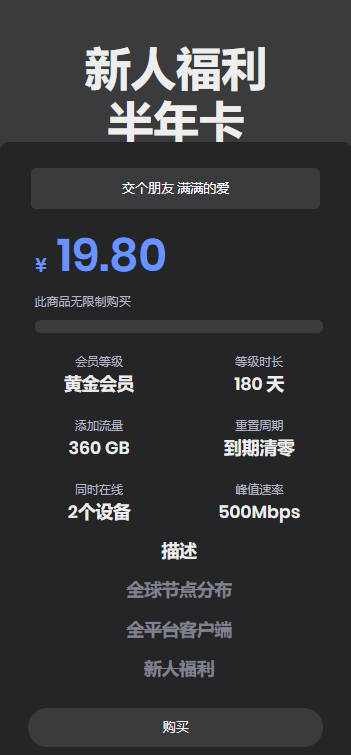 新人福利
半年卡
交个朋友 满满的爱
¥ 19.80
此商品无限制购买
会员等级 等级时长
黄金会员 180 天
添加流量 重置周期
360 GB 到期清零
同时在线 峰值速率
2个设备 500Mbps
描述
全球节点分布
全平台客户端
新人福利
购买